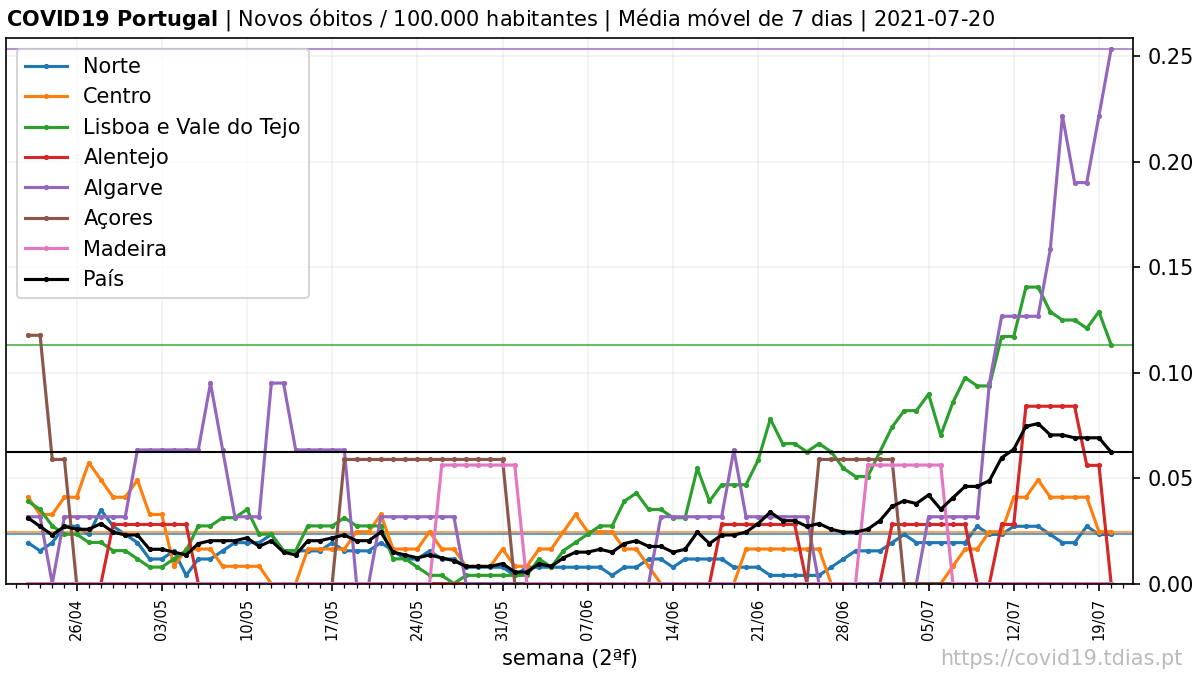 COVID19 Portugal | Novos óbitos / 100.000 habitantes | Média móvel de 7 dias | 2021-07-20
Norte
Centro
Lisboa e Vale do Tejo
Alentejo
Algarve
Açores
Madeira
País
0.25
0.20
0.15
0.10
0.05
0.00
26/04
03/05
10/05
17/05
24/05
31/05
07/06
14/06
21/06
28/06
05/07
12/07
19/07
semana (2ªf)
https://covid19.tdias.pt